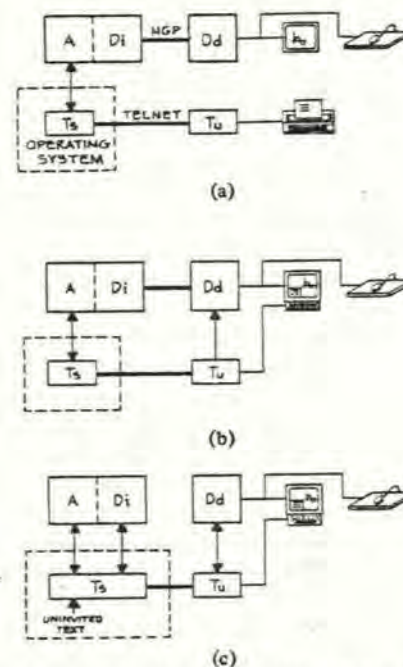 A Di NGP Dd
Ts TELNET Tu
OPERATING
SYSTEM
(a)
A Di Dd
Ts Tu
(b)
A Di Dd
Ts Tu
UNINVITED
TEXT
(c)